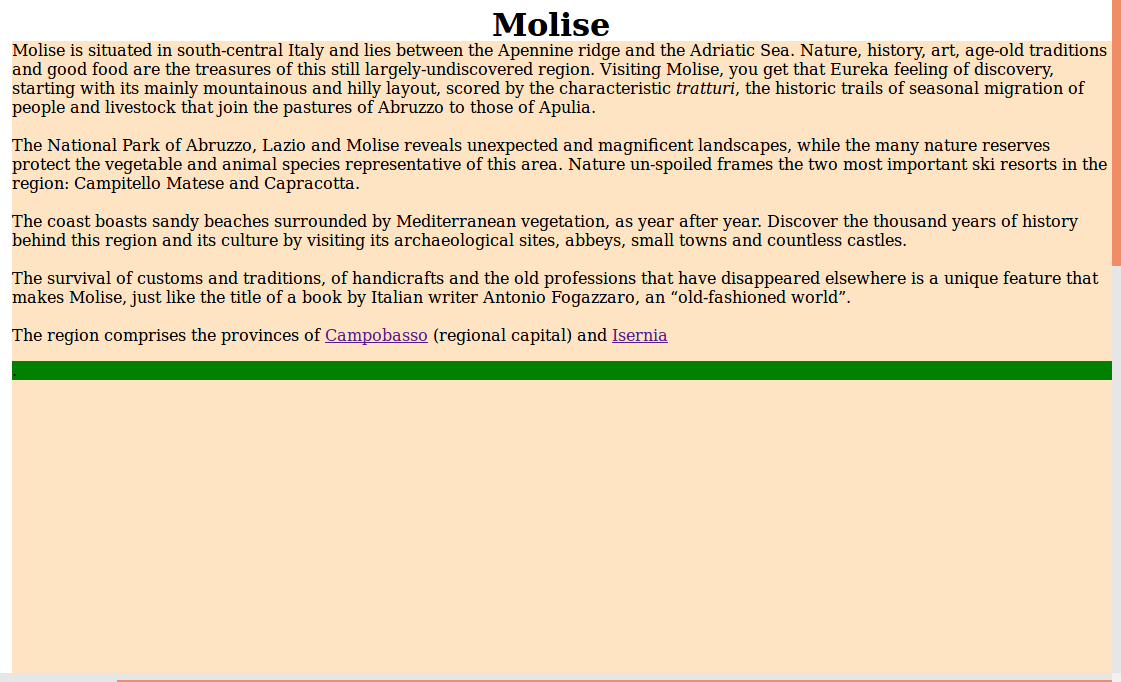 Molise
Molise is situated in south-central Italy and lies between the Apennine ridge and the Adriatic Sea. Nature, history, art, age-old traditions
and good food are the treasures of this still largely-undiscovered region. Visiting Molise, you get that Eureka feeling of discovery,
starting with its mainly mountainous and hilly layout, scored by the characteristic tratturi, the historic trails of seasonal migration of
people and livestock that join the pastures of Abruzzo to those of Apulia.
The National Park of Abruzzo, Lazio and Molise reveals unexpected and magnificent landscapes, while the many nature reserves
protect the vegetable and animal species representative of this area. Nature un-spoiled frames the two most important ski resorts in the
region: Campitello Matese and Capracotta.
The coast boasts sandy beaches surrounded by Mediterranean vegetation, as year after year. Discover the thousand years of history
behind this region and its culture by visiting its archaeological sites, abbeys, small towns and countless castles.
The survival of customs and traditions, of handicrafts and the old professions that have disappeared elsewhere is a unique feature that
makes Molise, just like the title of a book by Italian writer Antonio Fogazzaro, an “old-fashioned world”.
The region comprises the provinces of Campobasso (regional capital) and Isernia
.